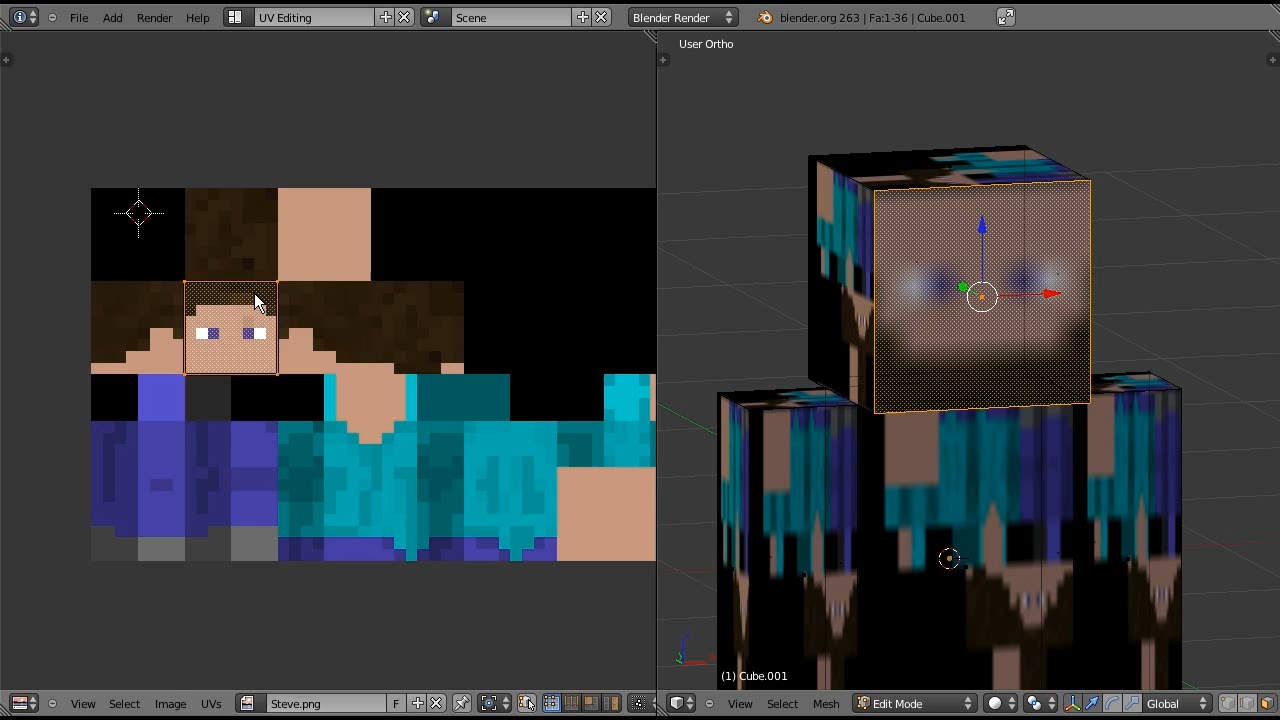 File Add Render Help UV Editing Scene Blender Render blender.org 263 | Fa:1-36 | Cube.001
User Ortho
(1) Cube.001
View Select Image UVs Steve.png F View Select Mesh Edit Mode Global